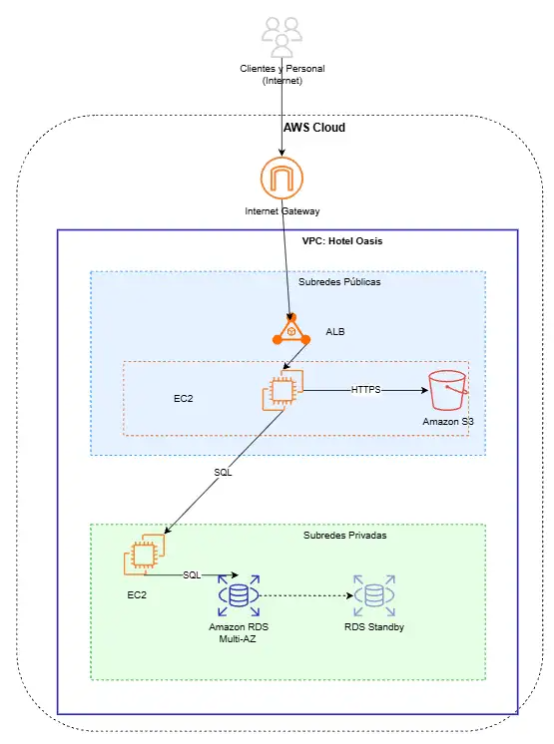 Clientes y Personal
(Internet)
AWS Cloud
Internet Gateway
VPC: Hotel Oasis
Subredes Públicas
ALB
EC2
HTTPS
Amazon S3
SQL
Subredes Privadas
SQL
EC2
Amazon RDS
Multi-AZ
RDS Standby